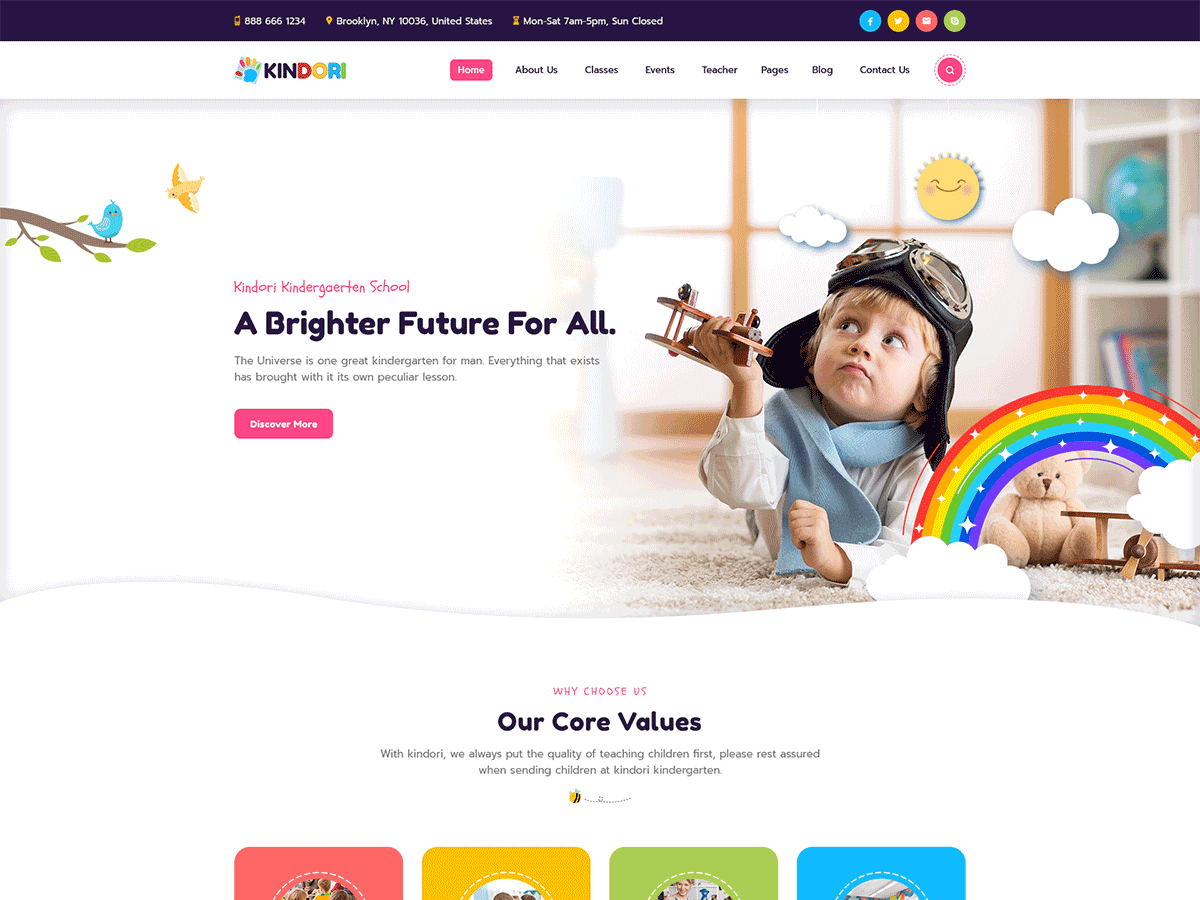 888 666 1234 Brooklyn, NY 10036, United States Mon-Sat 7am-5pm, Sun Closed
KINDORI Home About Us Classes Events Teacher Pages Blog Contact Us
Kindori Kindergaerten School
A Brighter Future For All.
The Universe is one great kindergarten for man. Everything that exists
has brought with it its own peculiar lesson.
Discover More
WHY CHOOSE US
Our Core Values
With kindori, we always put the quality of teaching children first, please rest assured
when sending children at kindori kindergarten.